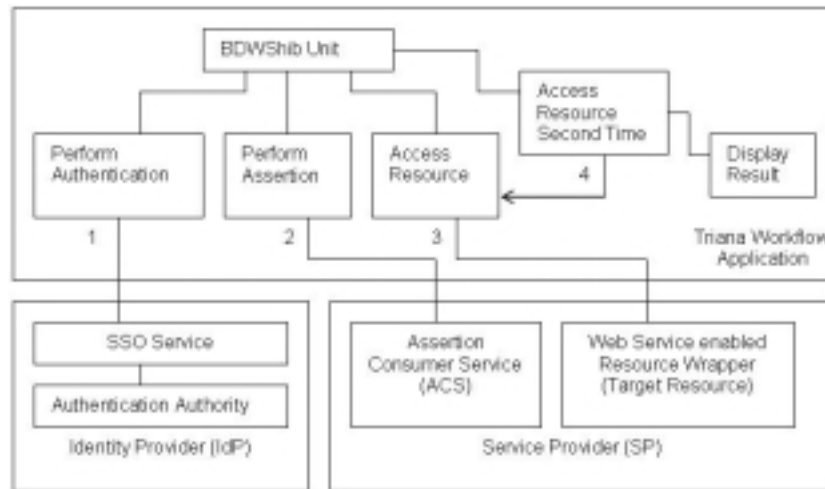 BDWShib Unit
Access
Resource
Second Time
Perform
Authentication
Perform
Assertion
Access
Resource
Display
Result
4
1
2
3
Triana Workflow
Application
SSO Service
Authentication Authority
Identity Provider (IdP)
Assertion
Consumer Service
(ACS)
Web Service enabled
Resource Wrapper
(Target Resource)
Service Provider (SP)